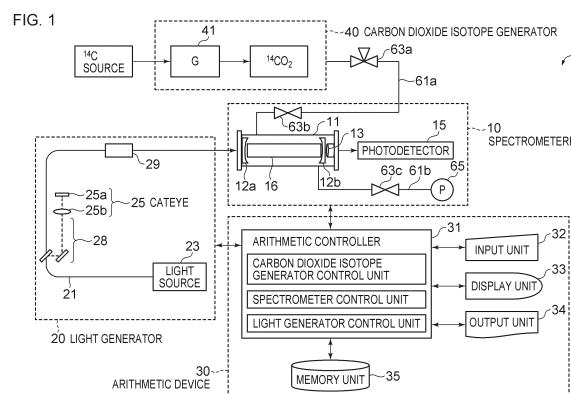 FIG. 1
41
40 CARBON DIOXIDE ISOTOPE GENERATOR
14C SOURCE
G
14CO2
63a
61a
63b
11
13
15
10 SPECTROMETER
PHOTODETECTOR
29
12a
16
12b
63c
61b
65
P
25a
25b
25 CATEYE
28
23
LIGHT SOURCE
21
20 LIGHT GENERATOR
31
ARITHMETIC CONTROLLER
CARBON DIOXIDE ISOTOPE
GENERATOR CONTROL UNIT
SPECTROMETER CONTROL UNIT
LIGHT GENERATOR CONTROL UNIT
32
INPUT UNIT
33
DISPLAY UNIT
34
OUTPUT UNIT
30
ARITHMETIC DEVICE
MEMORY UNIT
35